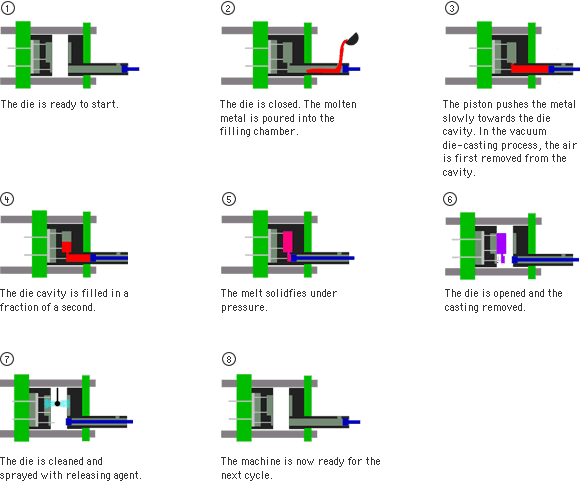 1
The die is ready to start.
2
The die is closed. The molten
metal is poured into the
filling chamber.
3
The piston pushes the metal
slowly towards the die
cavity. In the vacuum
die-casting process, the air
is first removed from the
cavity.
4
The die cavity is filled in a
fraction of a second.
5
The melt solidfies under
pressure.
6
The die is opened and the
casting removed.
7
The die is cleaned and
sprayed with releasing agent.
8
The machine is now ready for the
next cycle.